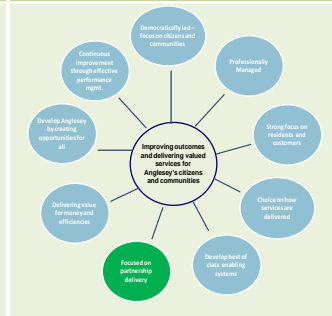 Democratically led –
focus on citizens and
communities
Professionally
Managed
Strong focus on
residents and
customers
Choice on how
services are
delivered
Develop best of
class enabling
systems
Focused on
partnership
delivery
Delivering value
for money and
efficiencies
Develop Anglesey
by creating
opportunities for
all
Continuous
improvement
through effective
performance
mgmt.
Improving outcomes
and delivering valued
services for
Anglesey's citizens
and communities